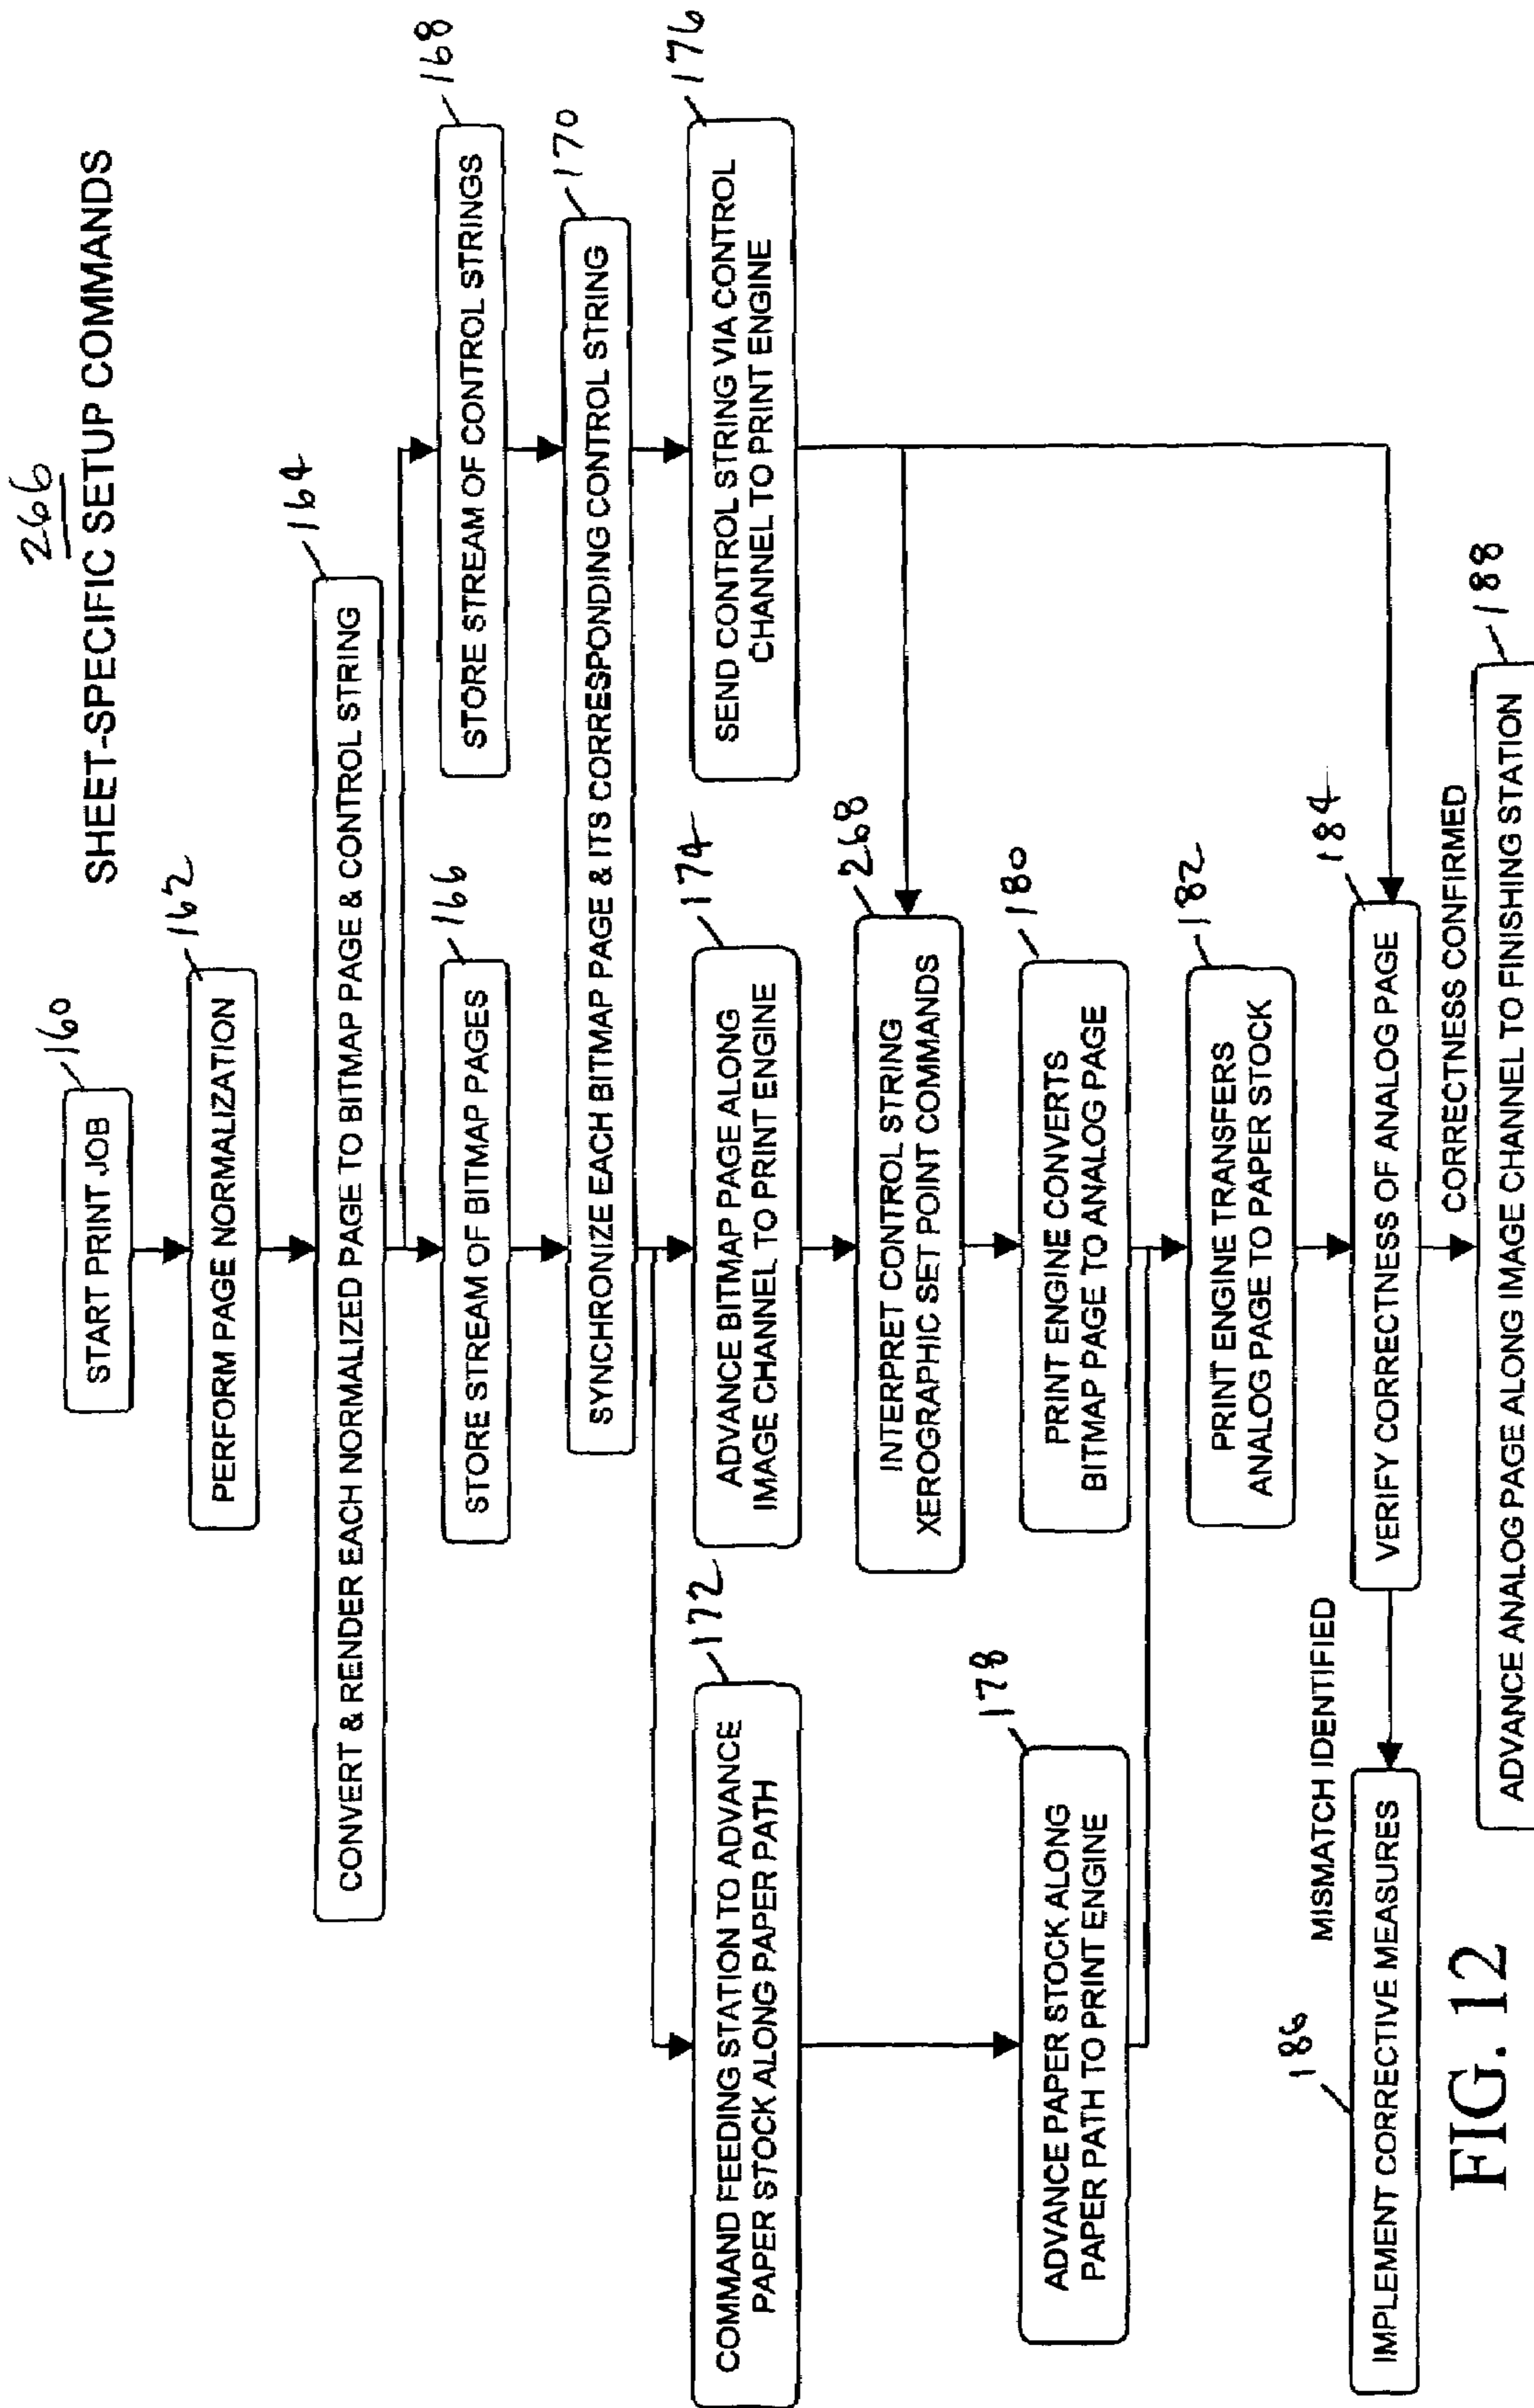 266
SHEET-SPECIFIC SETUP COMMANDS
160
START PRINT JOB
162
PERFORM PAGE NORMALIZATION
164
CONVERT & RENDER EACH NORMALIZED PAGE TO BITMAP PAGE & CONTROL STRING
166
STORE STREAM OF BITMAP PAGES
168
STORE STREAM OF CONTROL STRINGS
170
SYNCHRONIZE EACH BITMAP PAGE & ITS CORRESPONDING CONTROL STRING
172
COMMAND FEEDING STATION TO ADVANCE
PAPER STOCK ALONG PAPER PATH
174
ADVANCE BITMAP PAGE ALONG
IMAGE CHANNEL TO PRINT ENGINE
176
SEND CONTROL STRING VIA CONTROL
CHANNEL TO PRINT ENGINE
268
INTERPRET CONTROL STRING
XEROGRAPHIC SET POINT COMMANDS
178
ADVANCE PAPER STOCK ALONG
PAPER PATH TO PRINT ENGINE
180
PRINT ENGINE CONVERTS
BITMAP PAGE TO ANALOG PAGE
182
PRINT ENGINE TRANSFERS
ANALOG PAGE TO PAPER STOCK
184
VERIFY CORRECTNESS OF ANALOG PAGE
MISMATCH IDENTIFIED
186
IMPLEMENT CORRECTIVE MEASURES
CORRECTNESS CONFIRMED
188
ADVANCE ANALOG PAGE ALONG IMAGE CHANNEL TO FINISHING STATION
FIG. 12